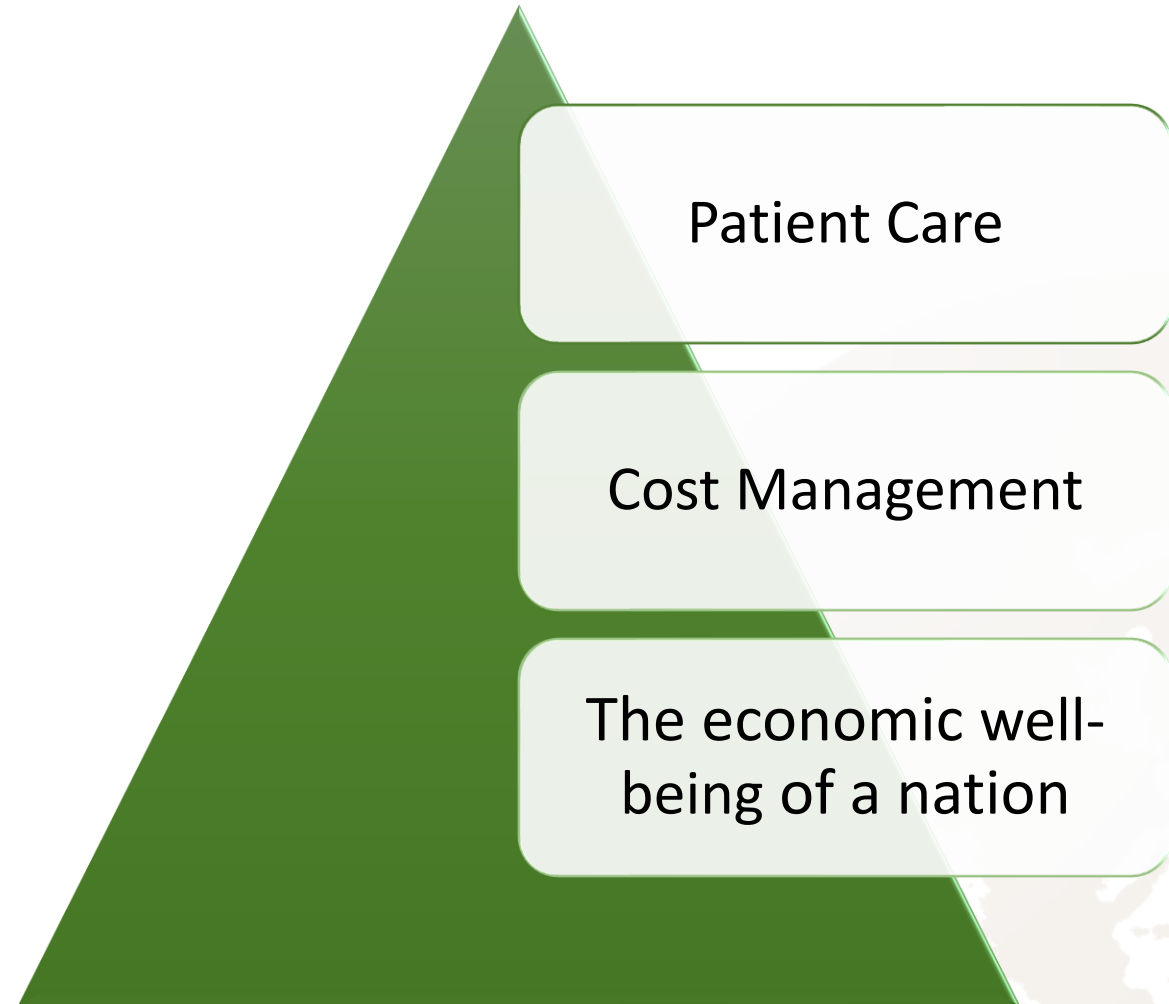 Patient Care
Cost Management
The economic well-
being of a nation